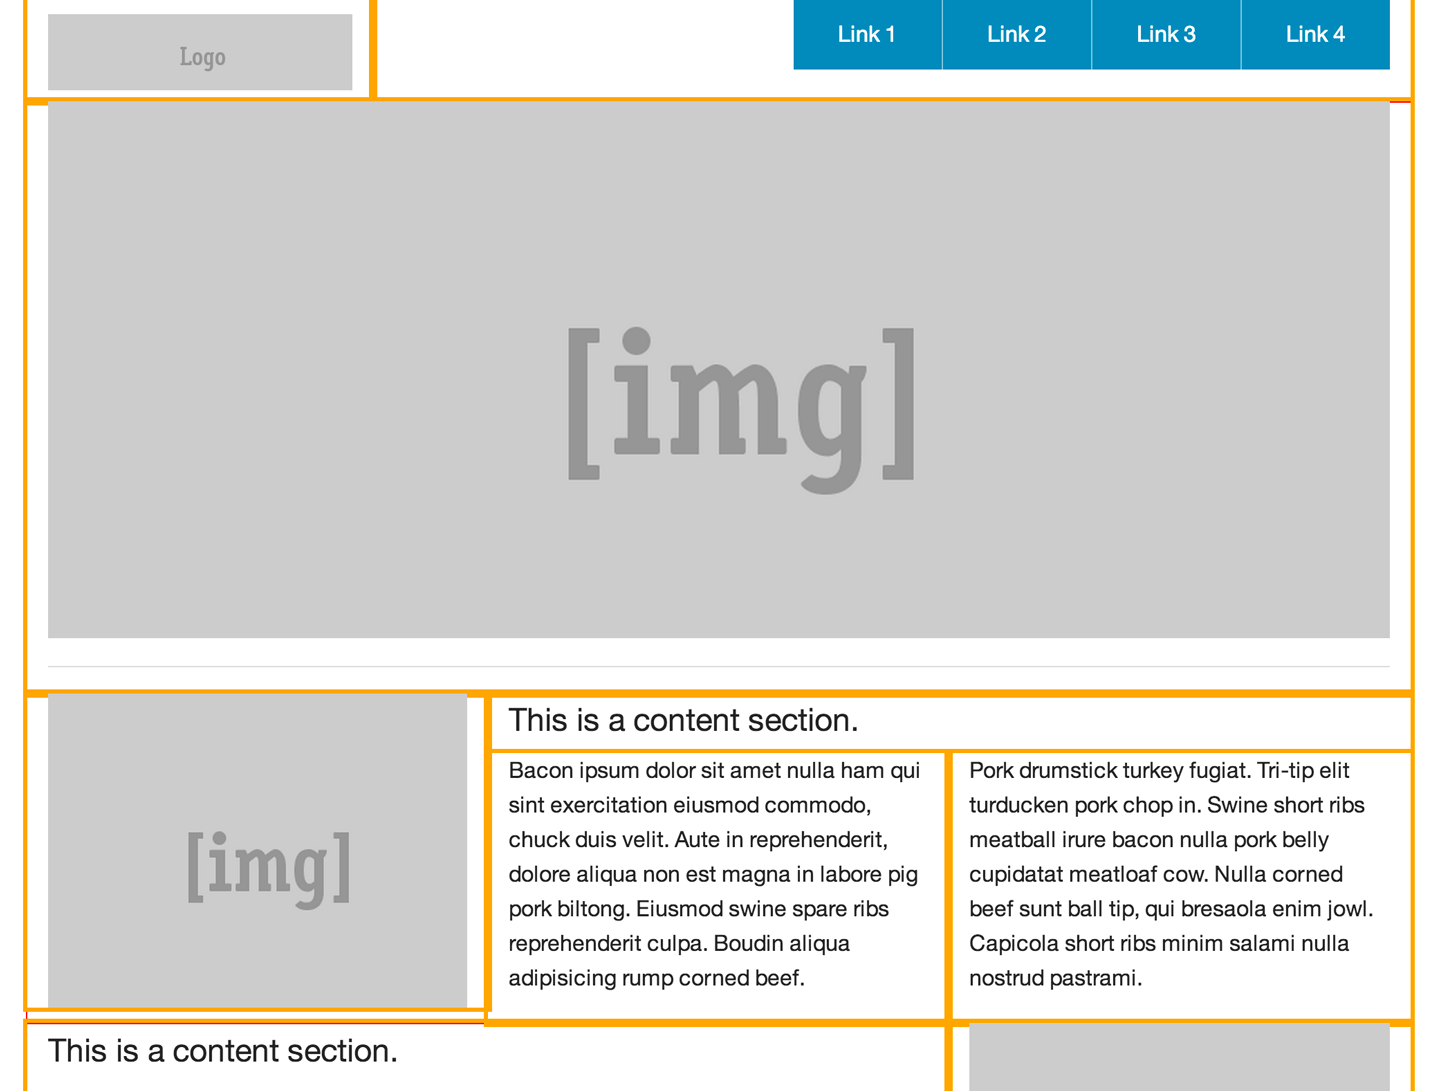 Logo
Link 1
Link 2
Link 3
Link 4
[img]
[img]
This is a content section.
Bacon ipsum dolor sit amet nulla ham qui
sint exercitation eiusmod commodo,
chuck duis velit. Aute in reprehenderit,
dolore aliqua non est magna in labore pig
pork biltong. Eiusmod swine spare ribs
reprehenderit culpa. Boudin aliqua
adipisicing rump corned beef.
Pork drumstick turkey fugiat. Tri-tip elit
turducken pork chop in. Swine short ribs
meatball irure bacon nulla pork belly
cupidatat meatloaf cow. Nulla corned
beef sunt ball tip, qui bresaola enim jowl.
Capicola short ribs minim salami nulla
nostrud pastrami.
This is a content section.